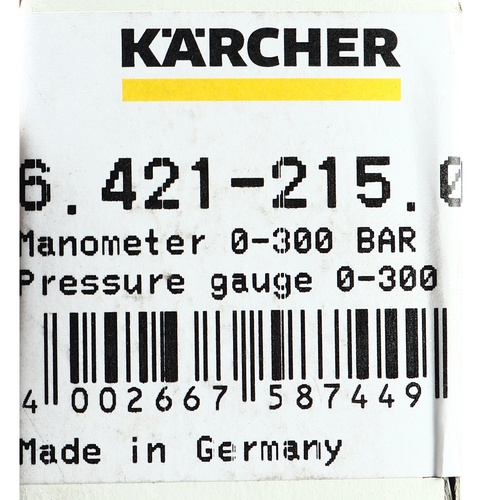 KÄRCHER
6.421-215.0
Manometer 0-300 BAR
Pressure gauge 0-300
4 002667 587449
Made in Germany